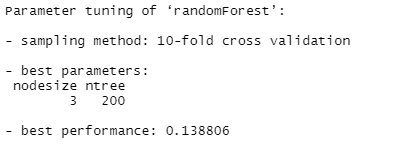 Parameter tuning of ‘randomForest’:
- sampling method: 10-fold cross validation
- best parameters:
nodesize ntree
3 200
- best performance: 0.138806